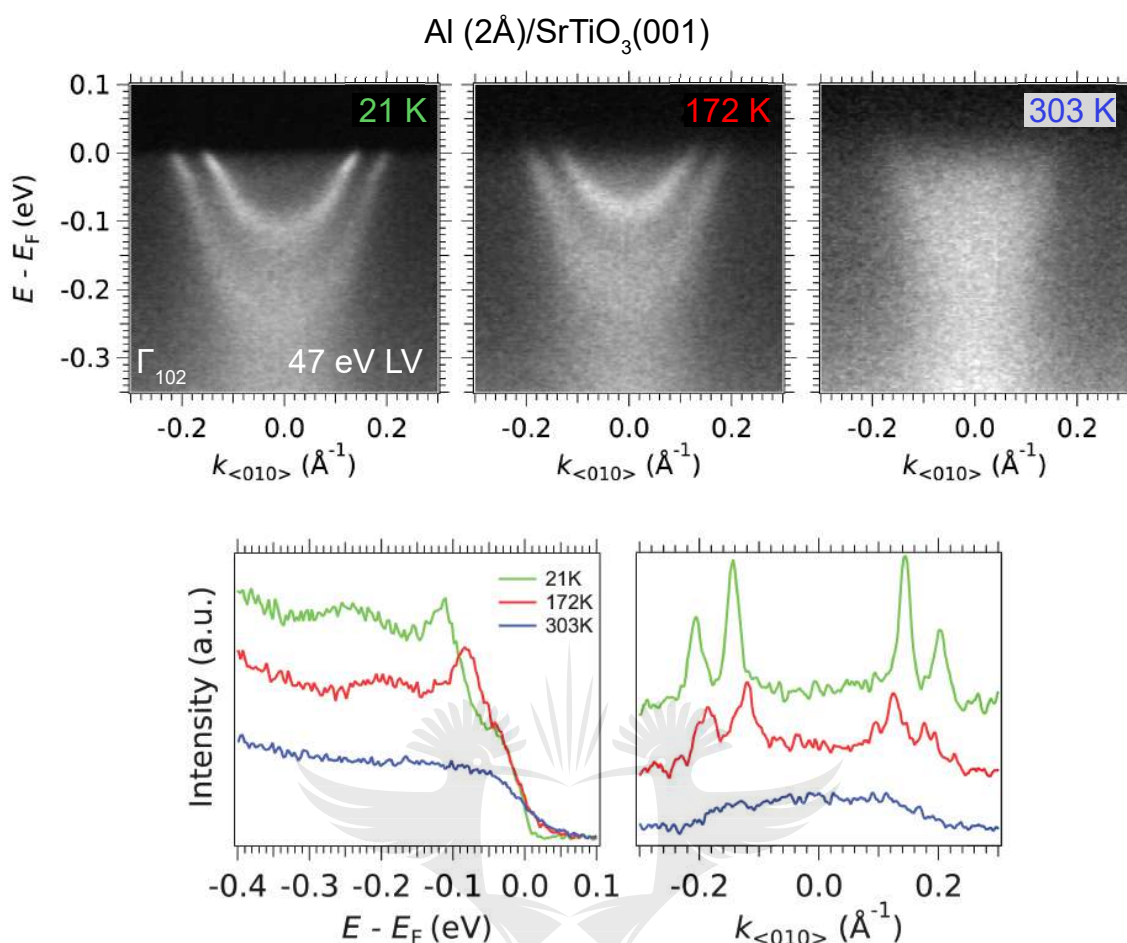 Al (2Å)/SrTiO3(001)
21 K
172 K
303 K
0.1
0.0
-0.1
-0.2
-0.3
E - EF (eV)
Γ102
47 eV LV
-0.2 0.0 0.2
-0.2 0.0 0.2
-0.2 0.0 0.2
k<010> (Å-1)
k<010> (Å-1)
k<010> (Å-1)
Intensity (a.u.)
21K
172K
303K
-0.4 -0.3 -0.2 -0.1 0.0 0.1
-0.2 0.0 0.2
E - EF (eV)
k<010> (Å-1)